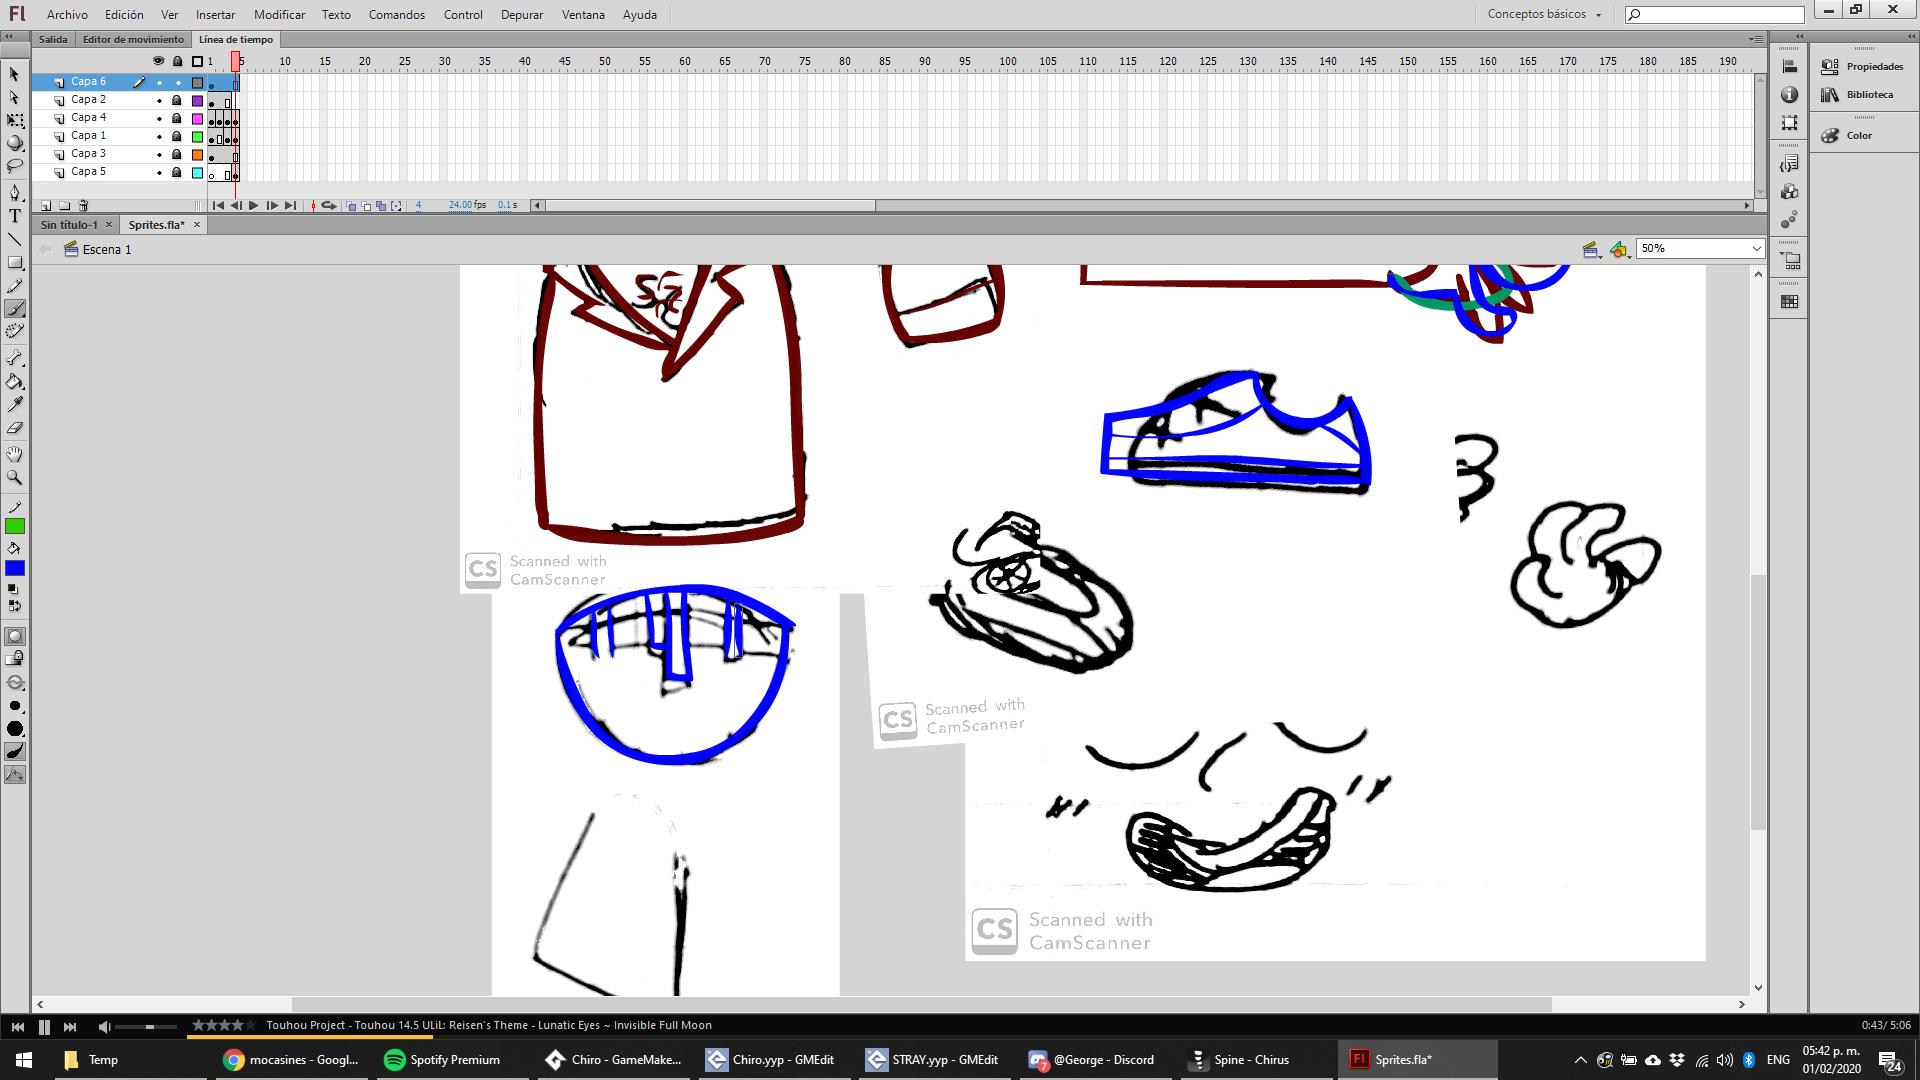 Fl Archivo Edición Ver Insertar Modificar Texto Comandos Control Depurar Ventana Ayuda Conceptos básicos
Salida Editor de movimiento Línea de tiempo
1 5 10 15 20 25 30 35 40 45 50 55 60 65 70 75 80 85 90 95 100 105 110 115 120 125 130 135 140 145 150 155 160 165 170 175 180 185 190
Capa 6
Capa 2
Capa 4
Capa 1
Capa 3
Capa 5
4 24.00 fps 0.1 s
Sin título-1 Sprites.fla*
Escena 1 50%
Propiedades
Biblioteca
Color
CS Scanned with
CamScanner
CS Scanned with
CamScanner
CS Scanned with
CamScanner
Touhou Project - Touhou 14.5 ULiL: Reisen's Theme - Lunatic Eyes ~ Invisible Full Moon 0:43/ 5:06
Temp mocasines - Googl... Spotify Premium Chiro - GameMake... Chiro.yyp - GMEdit STRAY.yyp - GMEdit 7 @George - Discord Spine - Chirus Fl Sprites.fla* ENG 05:42 p. m.
01/02/2020 24